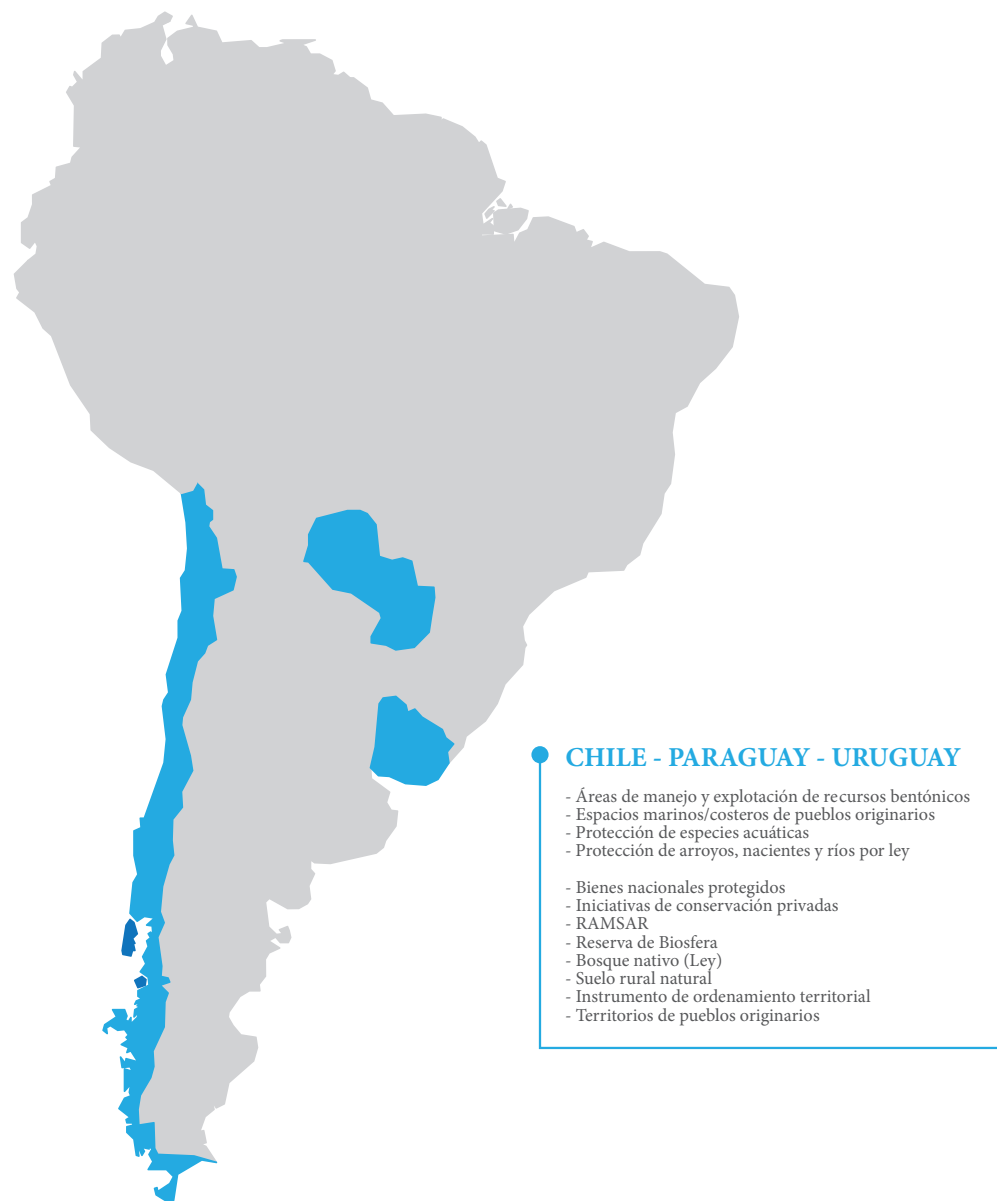 CHILE - PARAGUAY - URUGUAY
- Áreas de manejo y explotación de recursos bentónicos
- Espacios marinos/costeros de pueblos originarios
- Protección de especies acuáticas
- Protección de arroyos, nacientes y ríos por ley
- Bienes nacionales protegidos
- Iniciativas de conservación privadas
- RAMSAR
- Reserva de Biosfera
- Bosque nativo (Ley)
- Suelo rural natural
- Instrumento de ordenamiento territorial
- Territorios de pueblos originarios